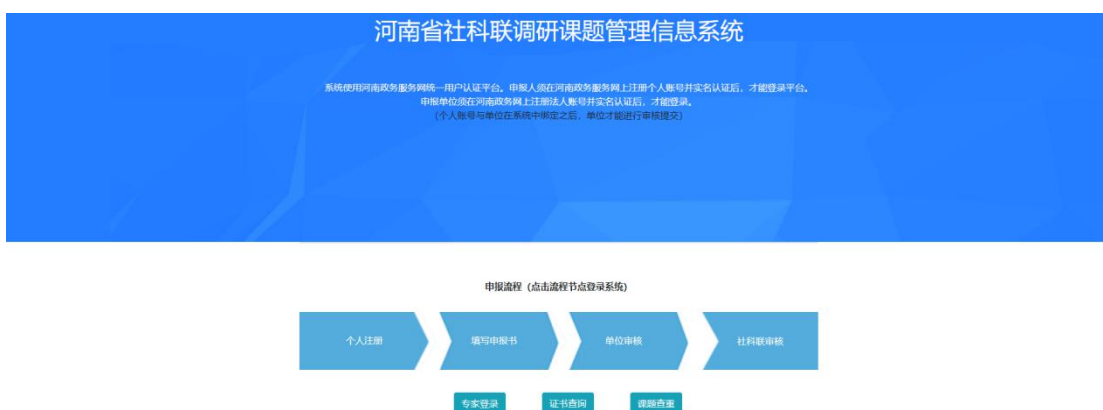 河南省社科联调研课题管理信息系统
系统使用河南政务服务网统一用户认证平台。申报人须在河南政务服务网上注册个人账号并实名认证后，才能登录平台。
申报单位须在河南政务网上注册法人账号并实名认证后，才能登录。
(个人账号与单位在系统中绑定之后，单位才能进行审核提交)
申报流程（点击流程节点登录系统)
个人注册
填写申报书
单位审核
社科联审核
专家登录
证书查询
课题查重